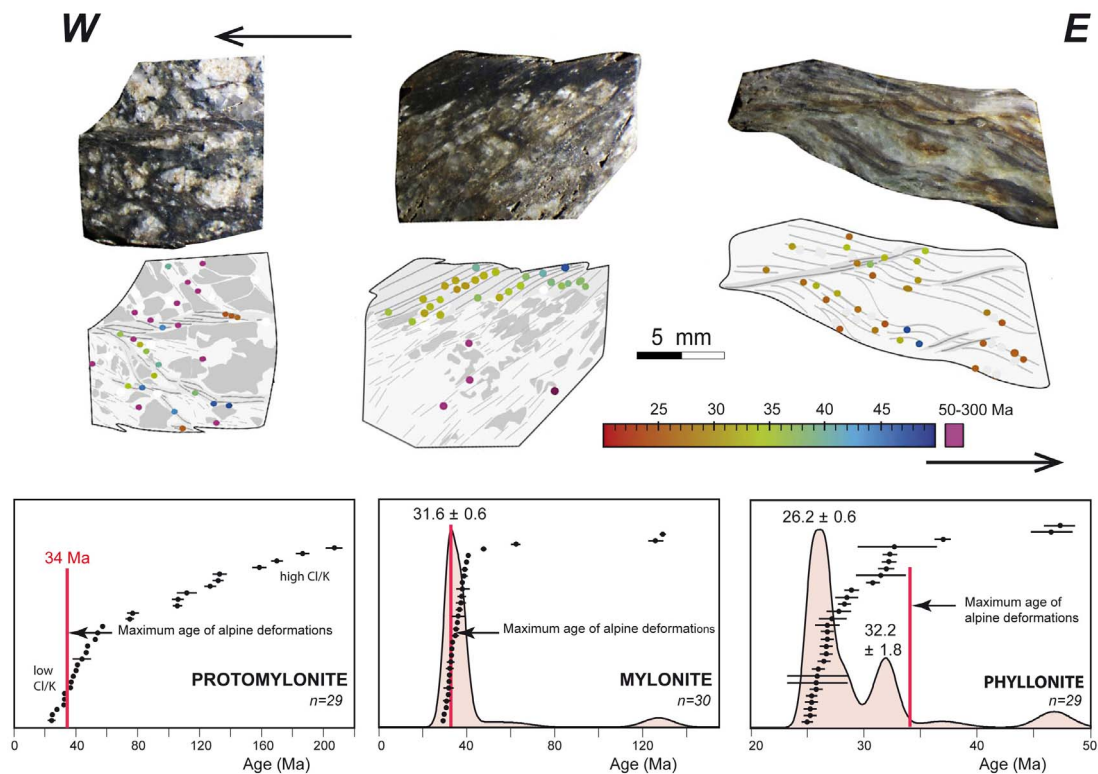 W
E
5 mm
25 30 35 40 45 50-300 Ma
34 Ma
high Cl/K
Maximum age of alpine deformations
low
Cl/K
PROTOMYLONITE
n=29
0 40 80 120 160 200
Age (Ma)
31.6 ± 0.6
Maximum age of alpine deformations
MYLONITE
n=30
0 40 80 120
Age (Ma)
26.2 ± 0.6
Maximum age of
alpine deformations
32.2
± 1.8
PHYLLONITE
n=29
20 30 40 50
Age (Ma)